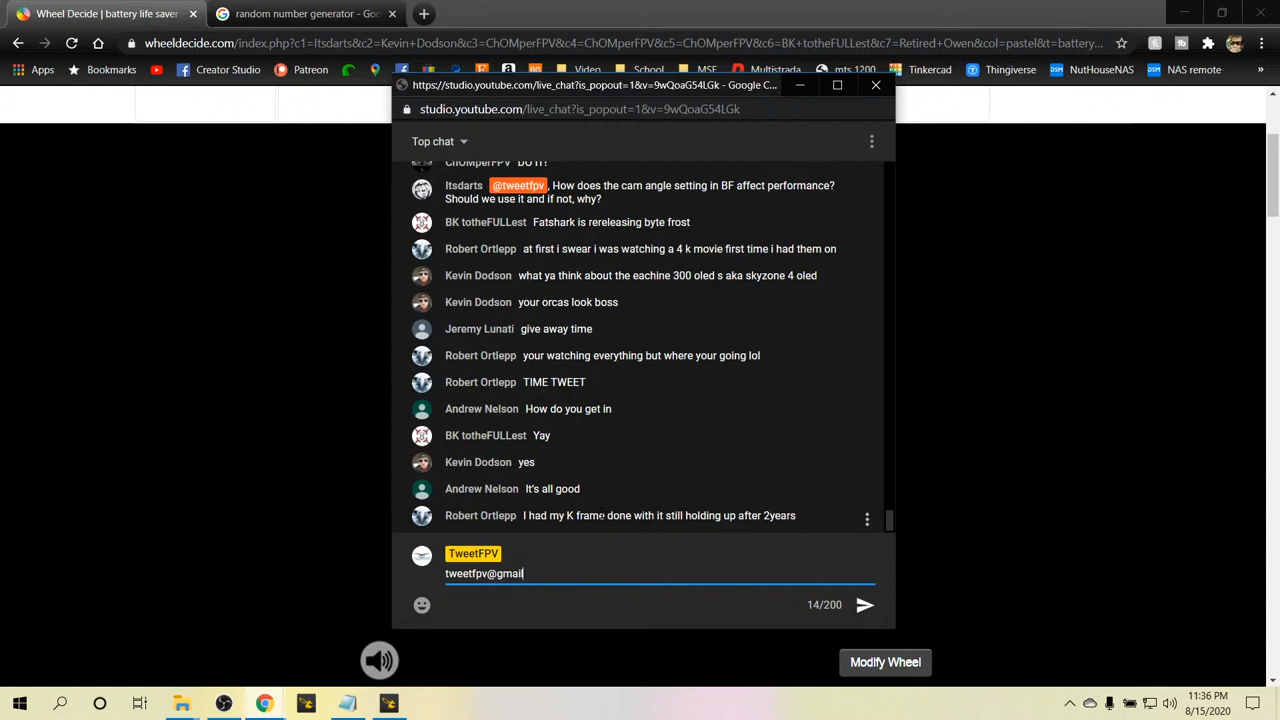 Wheel Decide | battery life saver
random number generator - Goo
wheeldecide.com/index.php?c1=Itsdarts&c2=Kevin+Dodson&c3=ChOMperFPV&c4=ChOMperFPV&c5=ChOMperFPV&c6=BK+totheFULLest&c7=Retired+Owen&col=pastel&t=battery...
Apps
Bookmarks
Creator Studio
Patreon
Video
School
MSF
Multistrada
mts 1200
Tinkercad
Thingiverse
NutHouseNAS
NAS remote
https://studio.youtube.com/live_chat?is_popout=1&v=9wQoaG54LGk - Google C...
studio.youtube.com/live_chat?is_popout=1&v=9wQoaG54LGk
Top chat
ChOMperFPV DO IT!
Itsdarts @tweetfpv, How does the cam angle setting in BF affect performance?
Should we use it and if not, why?
BK totheFULLest Fatshark is rereleasing byte frost
Robert Ortlepp at first i swear i was watching a 4 k movie first time i had them on
Kevin Dodson what ya think about the eachine 300 oled s aka skyzone 4 oled
Kevin Dodson your orcas look boss
Jeremy Lunati give away time
Robert Ortlepp your watching everything but where your going lol
Robert Ortlepp TIME TWEET
Andrew Nelson How do you get in
BK totheFULLest Yay
Kevin Dodson yes
Andrew Nelson It's all good
Robert Ortlepp I had my K frame done with it still holding up after 2years
TweetFPV
tweetfpv@gmail
14/200
Modify Wheel
11:36 PM
8/15/2020